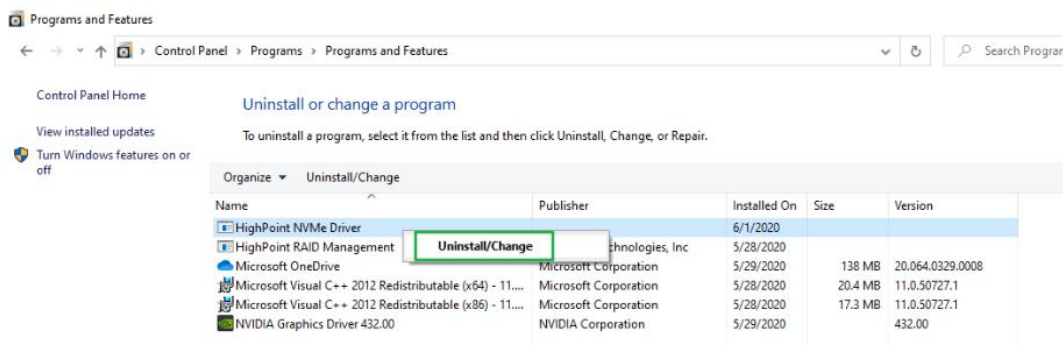 Programs and Features
Control Panel > Programs > Programs and Features
Search Progra
Control Panel Home
View installed updates
Turn Windows features on or
off
Uninstall or change a program
To uninstall a program, select it from the list and then click Uninstall, Change, or Repair.
Organize Uninstall/Change
Name Publisher Installed On Size Version
HighPoint NVMe Driver 6/1/2020
HighPoint RAID Management Uninstall/Change chnologies, Inc 5/28/2020
Microsoft OneDrive Microsoft Corporation 5/29/2020 138 MB 20.064.0329.0008
Microsoft Visual C++ 2012 Redistributable (x64) - 11.... Microsoft Corporation 5/28/2020 20.4 MB 11.0.50727.1
Microsoft Visual C++ 2012 Redistributable (x86) - 11.... Microsoft Corporation 5/28/2020 17.3 MB 11.0.50727.1
NVIDIA Graphics Driver 432.00 NVIDIA Corporation 5/29/2020 432.00